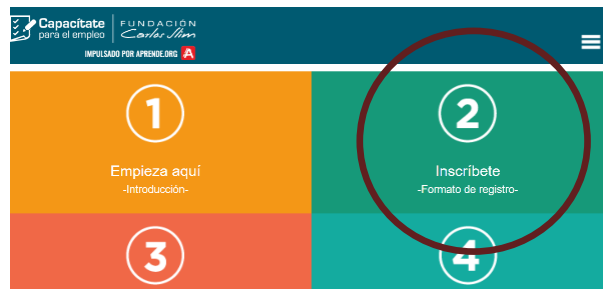 Capacítate
para el empleo
FUNDACIÓN
Carlos Slim
IMPULSADO POR APRENDE.ORG A
1
Empieza aquí
-Introducción-
2
Inscríbete
-Formato de registro-
3
4